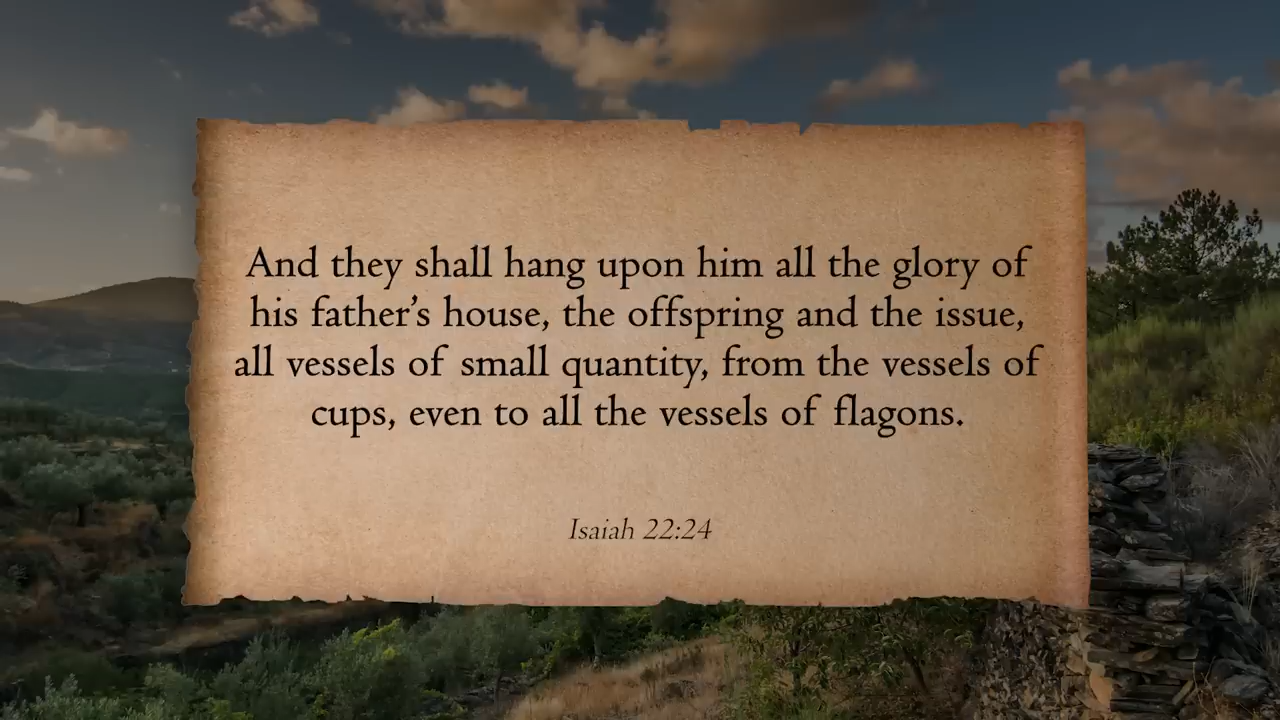 And they shall hang upon him all the glory of
his father’s house, the offspring and the issue,
all vessels of small quantity, from the vessels of
cups, even to all the vessels of flagons.
Isaiah 22:24